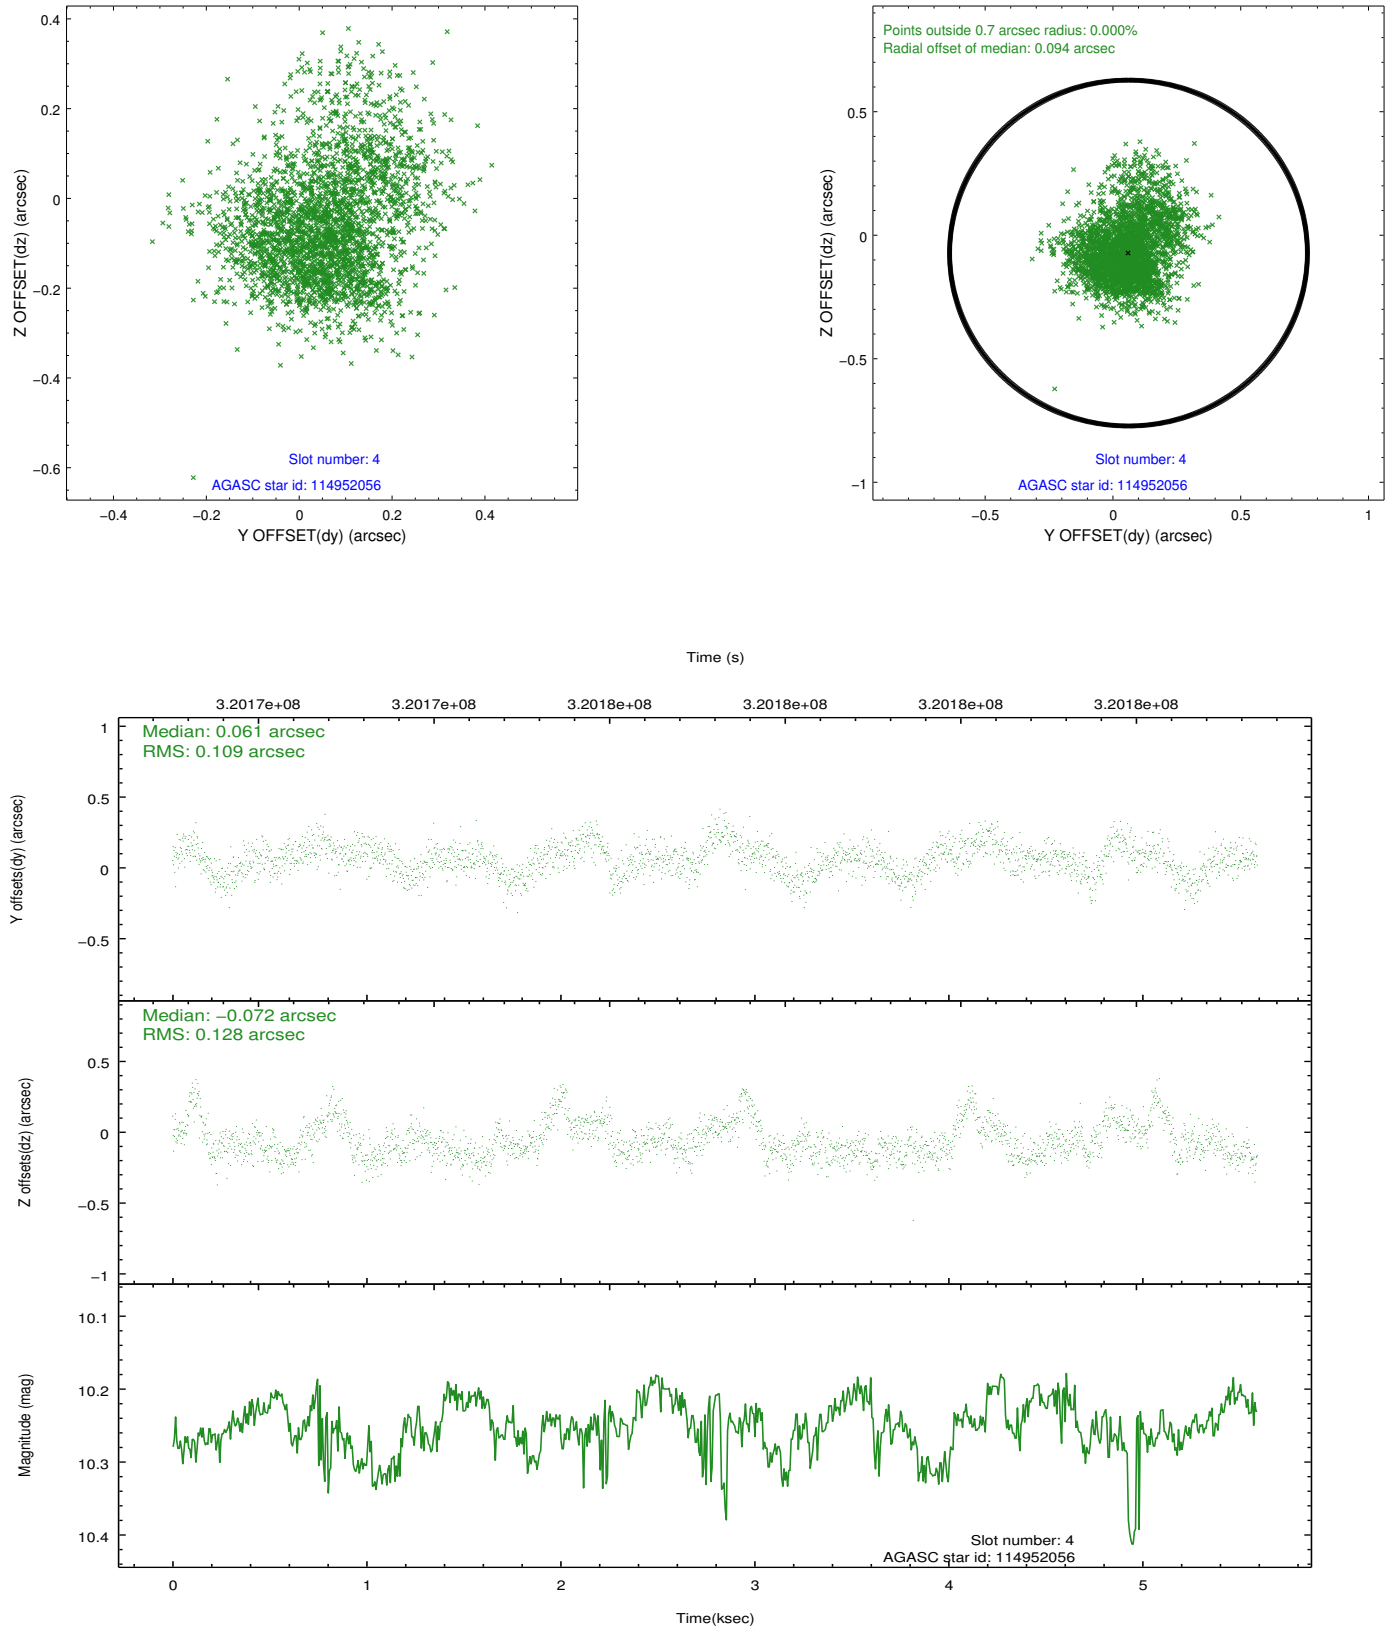 0.4
0.2
0
−0.2
−0.4
−0.6
Z OFFSET(dz) (arcsec)
Slot number: 4
AGASC star id: 114952056
−0.4
−0.2
0
0.2
0.4
Y OFFSET(dy) (arcsec)
Points outside 0.7 arcsec radius: 0.000%
Radial offset of median: 0.094 arcsec
0.5
0
−0.5
−1
Z OFFSET(dz) (arcsec)
Slot number: 4
AGASC star id: 114952056
−0.5
0
0.5
1
Y OFFSET(dy) (arcsec)
Time (s)
3.2017e+08
3.2017e+08
3.2018e+08
3.2018e+08
3.2018e+08
3.2018e+08
Median: 0.061 arcsec
RMS: 0.109 arcsec
1
0.5
0
−0.5
Y offsets(dy) (arcsec)
Median: −0.072 arcsec
RMS: 0.128 arcsec
0.5
0
−0.5
−1
Z offsets(dz) (arcsec)
10.1
10.2
10.3
10.4
Magnitude (mag)
Slot number: 4
AGASC star id: 114952056
0
1
2
3
4
5
Time(ksec)